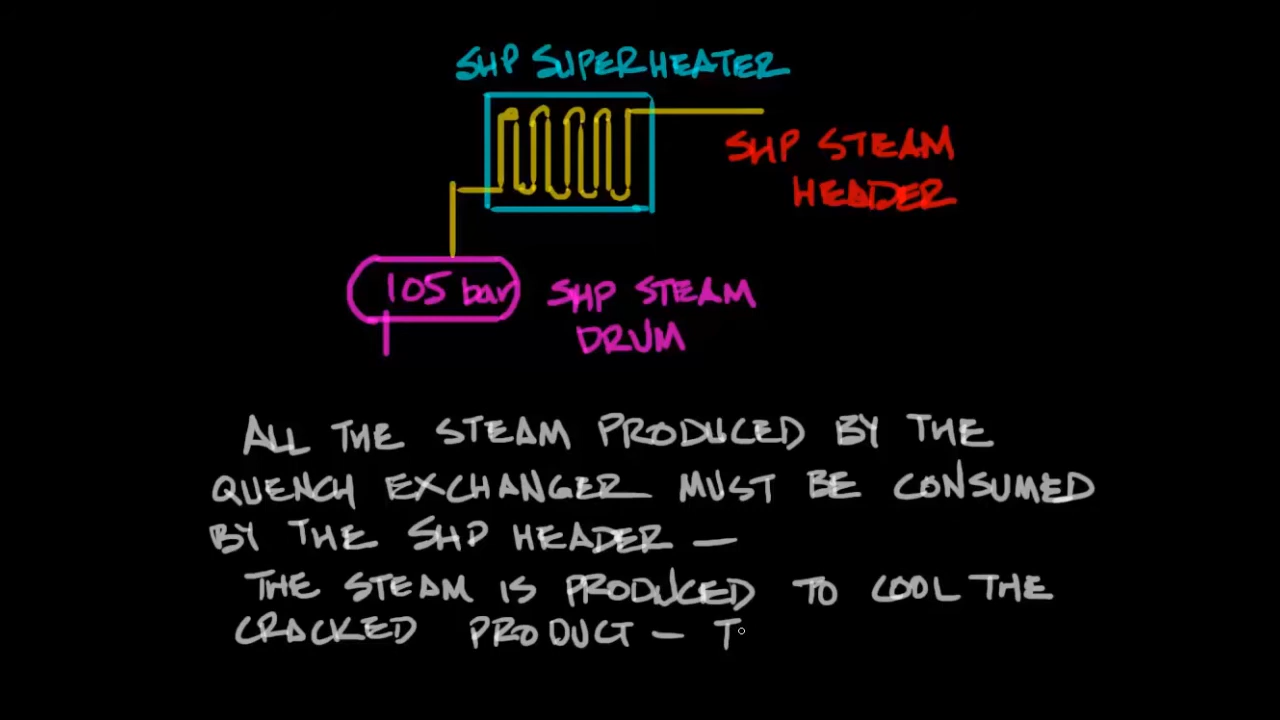 SHP SUPERHEATER
SHP STEAM
HEADER
105 bar
SHP STEAM
DRUM
ALL THE STEAM PRODUCED BY THE
QUENCH EXCHANGER MUST BE CONSUMED
BY THE SHP HEADER —
THE STEAM IS PRODUCED TO COOL THE
CRACKED PRODUCT — T